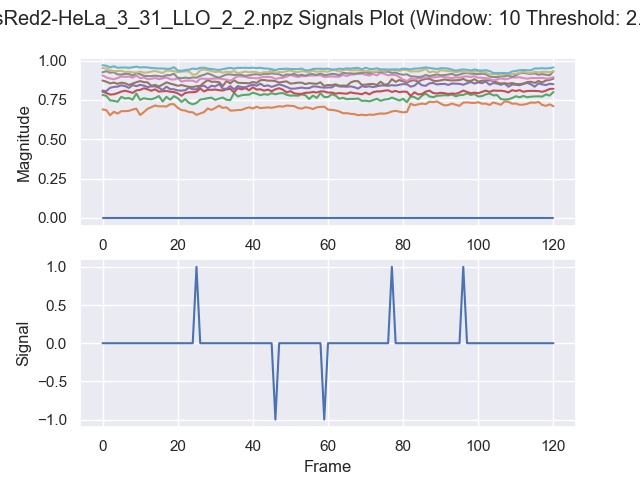 sRed2-HeLa_3_31_LLO_2_2.npz Signals Plot (Window: 10 Threshold: 2.
1.00
0.75
0.50
0.25
0.00
Magnitude
0 20 40 60 80 100 120
1.0
0.5
0.0
−0.5
−1.0
Signal
0 20 40 60 80 100 120
Frame